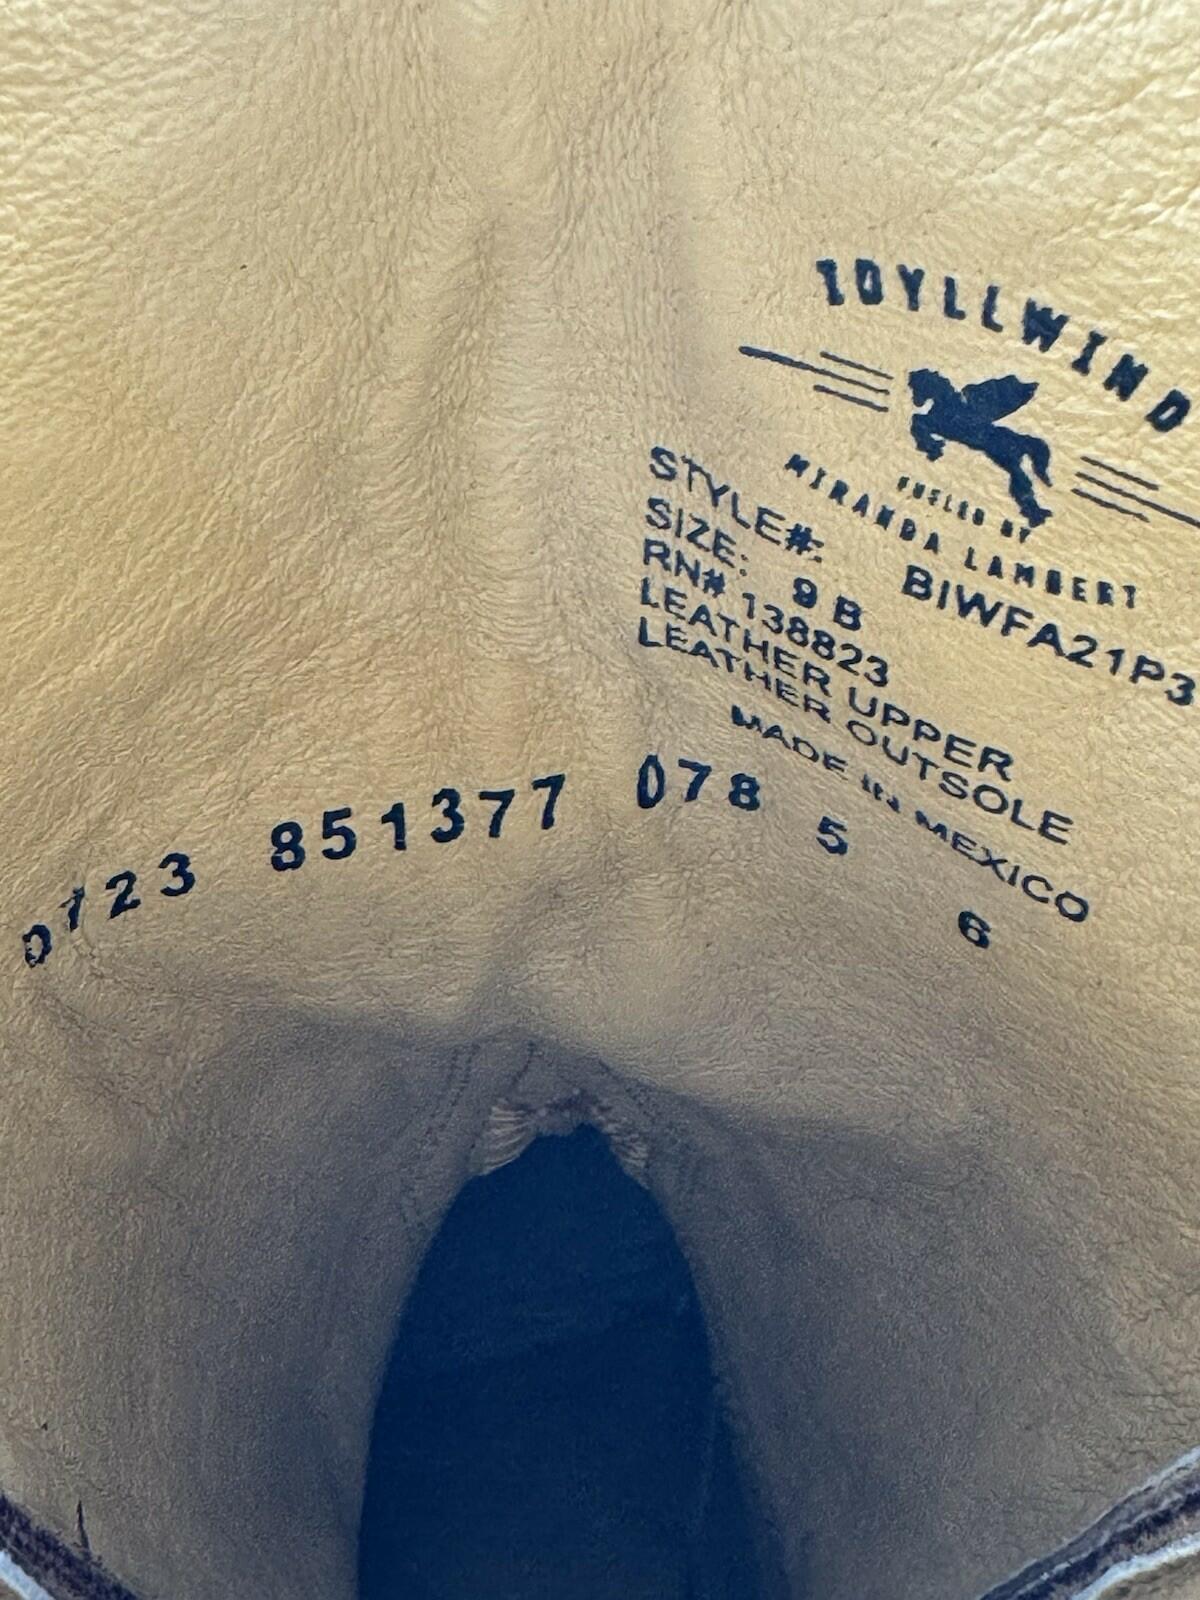 IDYLLWIND
FUELED BY
MIRANDA LAMBERT
STYLE#: BIWFA21P3
SIZE: 9 B
RN# 138823
LEATHER UPPER
LEATHER OUTSOLE
MADE IN MEXICO
0723 851377 078 5 6